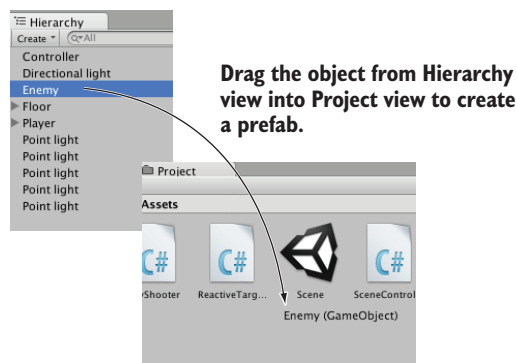 Hierarchy
Create
All
Controller
Directional light
Enemy
Floor
Player
Point light
Point light
Point light
Point light
Point light
Drag the object from Hierarchy
view into Project view to create
a prefab.
Project
Assets
C# C# C#
yShooter ReactiveTarg... Scene SceneControl
Enemy (GameObject)